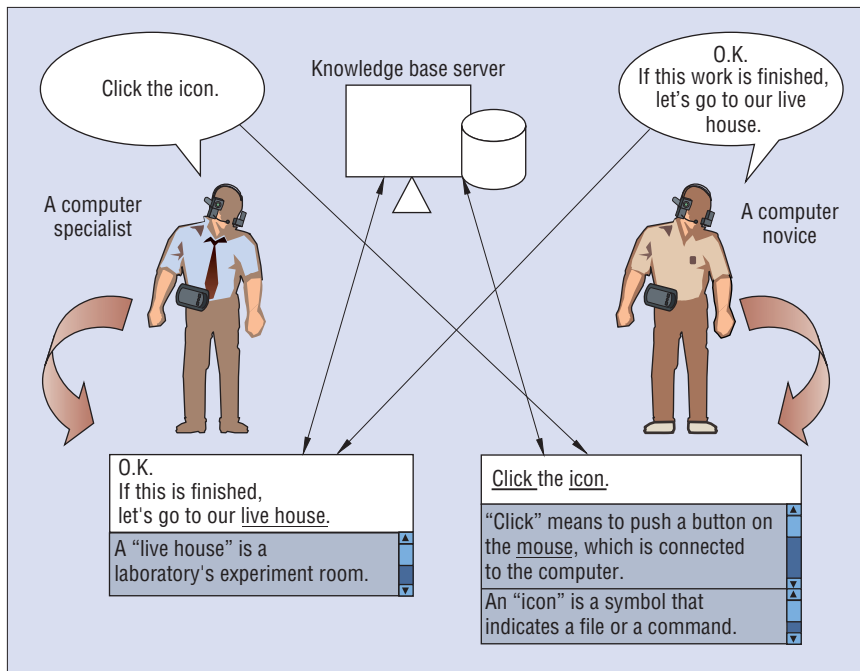 Click the icon.
Knowledge base server
O.K.
If this work is finished,
let's go to our live
house.
A computer
specialist
A computer
novice
O.K.
If this is finished,
let's go to our live house.
A “live house” is a
laboratory's experiment room.
Click the icon.
“Click” means to push a button on
the mouse, which is connected
to the computer.
An “icon” is a symbol that
indicates a file or a command.